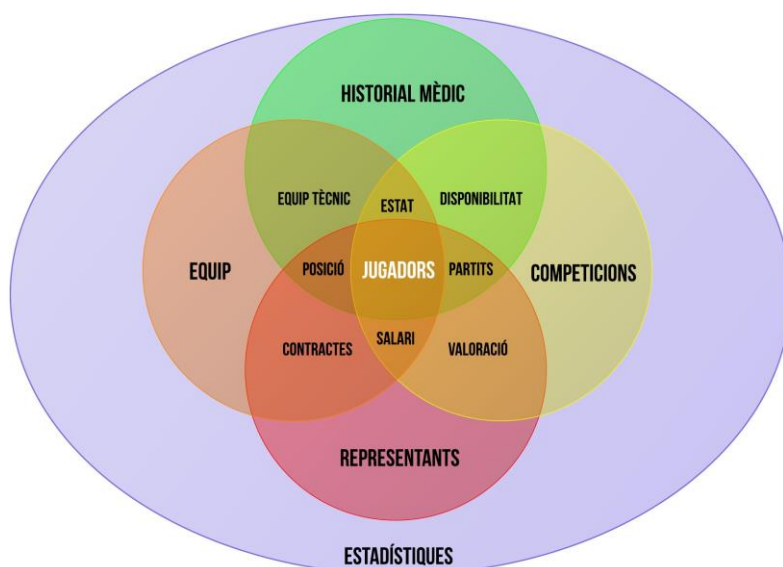 HISTORIAL MÈDIC
EQUIP TÈCNIC
ESTAT
DISPONIBILITAT
EQUIP
POSICIÓ
JUGADORS
PARTITS
COMPETICIONS
CONTRACTES
SALARI
VALORACIÓ
REPRESENTANTS
ESTADÍSTIQUES